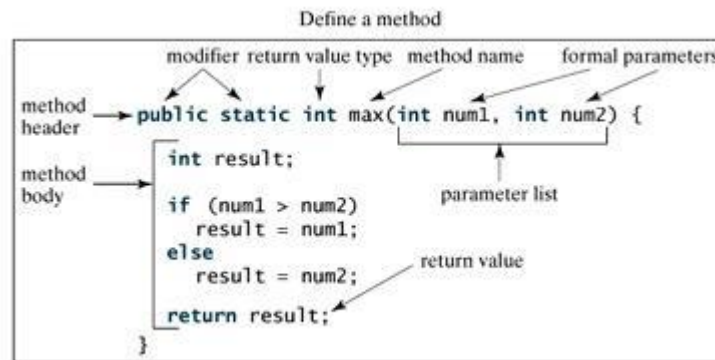 Define a method
modifier return value type method name formal parameters
method header
public static int max(int num1, int num2) {
method body
int result;
parameter list
if (num1 > num2)
result = num1;
else
result = num2;
return value
return result;
}